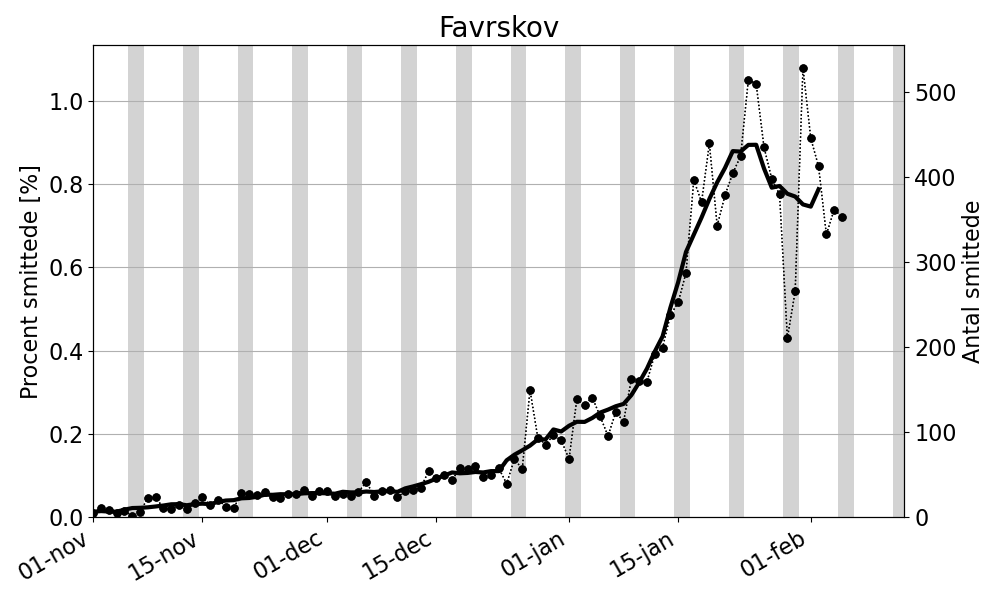 Favrskov
Procent smittede [%]
1.0
0.8
0.6
0.4
0.2
0.0
500
400
300
200
100
0
Antal smittede
01-nov
15-nov
01-dec
15-dec
01-jan
15-jan
01-feb